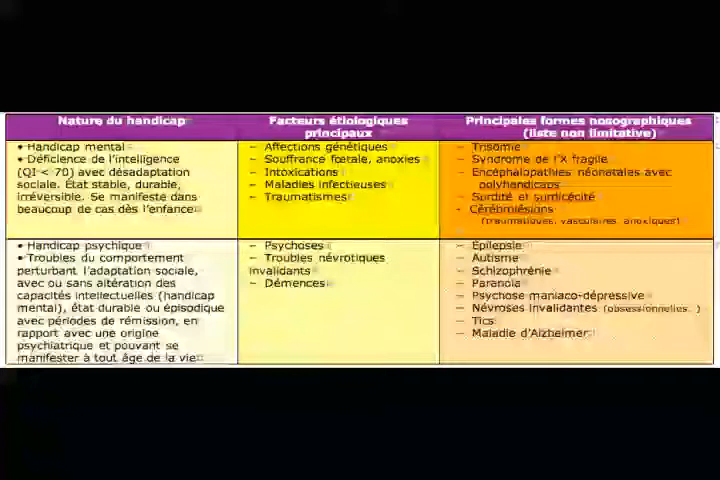 Nature du handicap
Facteurs étiologiques
principaux
Principales formes nosographiques
(liste non limitative)
• Handicap mental
• Déficience de l'intelligence
(QI < 70) avec désadaptation
sociale. État stable, durable,
irréversible. Se manifeste dans
beaucoup de cas dès l'enfance
– Affections génétiques
– Souffrance fœtale, anoxies
– Intoxications
– Maladies infectieuses
– Traumatismes
– Trisomie
– Syndrome de l'X fragile
– Encéphalopathies néonatales avec
polyhandicaps
– Surdité et surdicécité
– Cérébrolésions
(traumatiques, vasculaires, anoxiques)
• Handicap psychique
• Troubles du comportement
perturbant l'adaptation sociale,
avec ou sans altération des
capacités intellectuelles (handicap
mental), état durable ou épisodique
avec périodes de rémission, en
rapport avec une origine
psychiatrique et pouvant se
manifester à tout âge de la vie
– Psychoses
– Troubles névrotiques
invalidants
– Démences
– Epilepsie
– Autisme
– Schizophrénie
– Paranoïa
– Psychose maniaco-dépressive
– Névroses invalidantes (obsessionnelles..)
– Tics
– Maladie d'Alzheimer